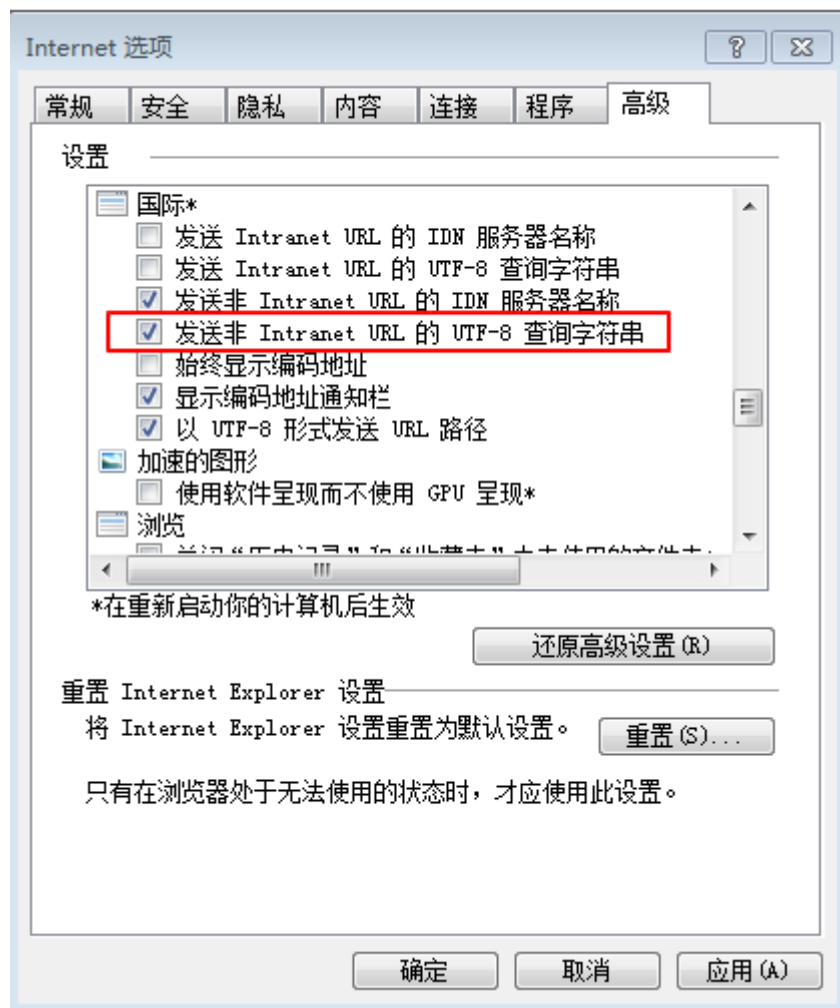 Internet 选项
常规 安全 隐私 内容 连接 程序 高级
设置
国际*
发送 Intranet URL 的 IDN 服务器名称
发送 Intranet URL 的 UTF-8 查询字符串
发送非 Intranet URL 的 IDN 服务器名称
发送非 Intranet URL 的 UTF-8 查询字符串
始终显示编码地址
显示编码地址通知栏
以 UTF-8 形式发送 URL 路径
加速的图形
使用软件呈现而不使用 GPU 呈现*
浏览
*在重新启动你的计算机后生效
还原高级设置(R)
重置 Internet Explorer 设置
将 Internet Explorer 设置重置为默认设置。 重置(S)...
只有在浏览器处于无法使用的状态时，才应使用此设置。
确定 取消 应用(A)